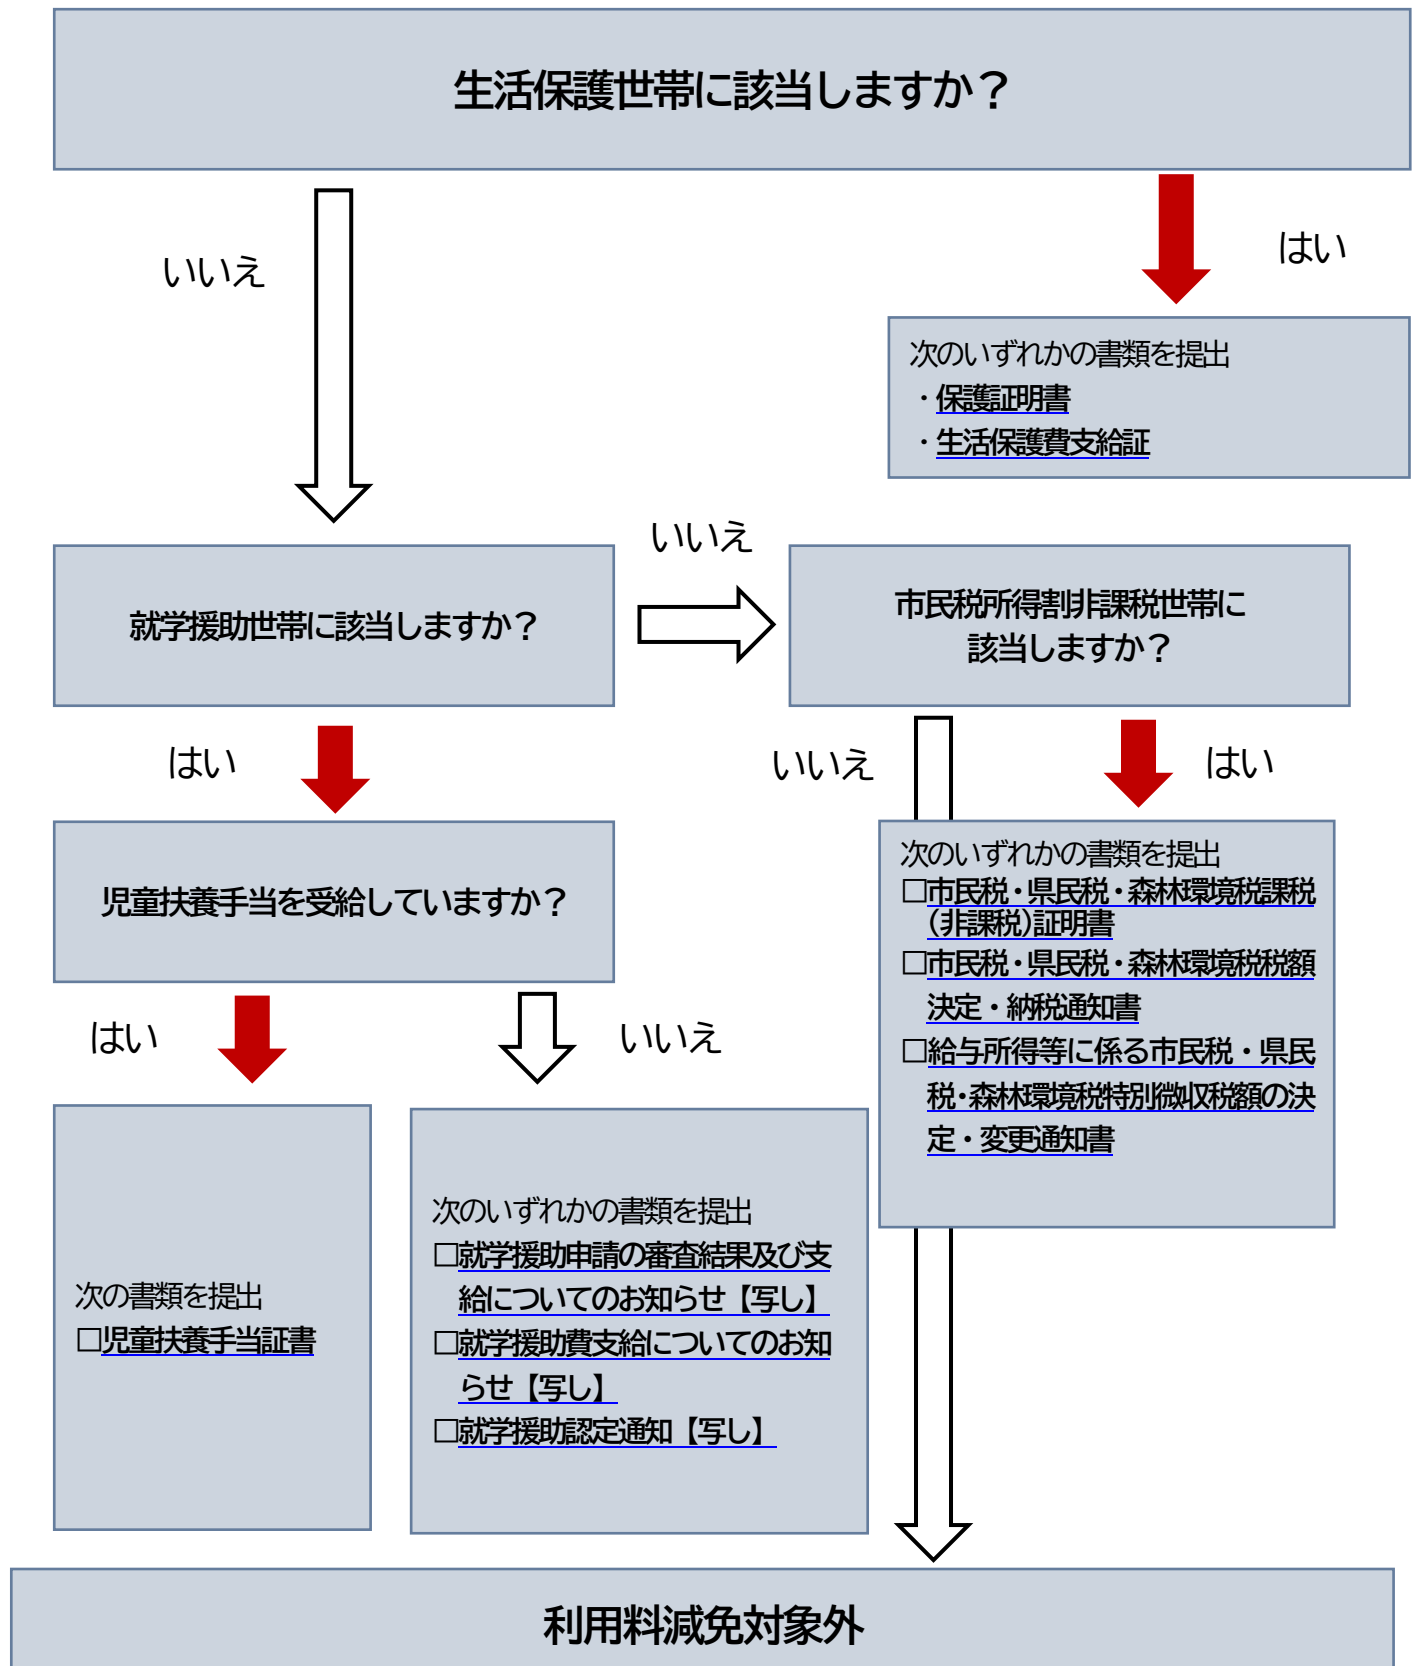 生活保護世帯に該当しますか？
いいえ
はい
次のいずれかの書類を提出
・保護証明書
・生活保護費支給証
いいえ
就学援助世帯に該当しますか？
市民税所得割非課税世帯に
該当しますか？
はい
いいえ
はい
児童扶養手当を受給していますか？
次のいずれかの書類を提出
□市民税・県民税・森林環境税課税
（非課税）証明書
□市民税・県民税・森林環境税税額
決定・納税通知書
□給与所得等に係る市民税・県民
税・森林環境税特別徴収税額の決
定・変更通知書
はい
いいえ
次の書類を提出
□児童扶養手当証書
次のいずれかの書類を提出
□就学援助申請の審査結果及び支
給についてのお知らせ【写し】
□就学援助費支給についてのお知
らせ【写し】
□就学援助認定通知【写し】
利用料減免対象外